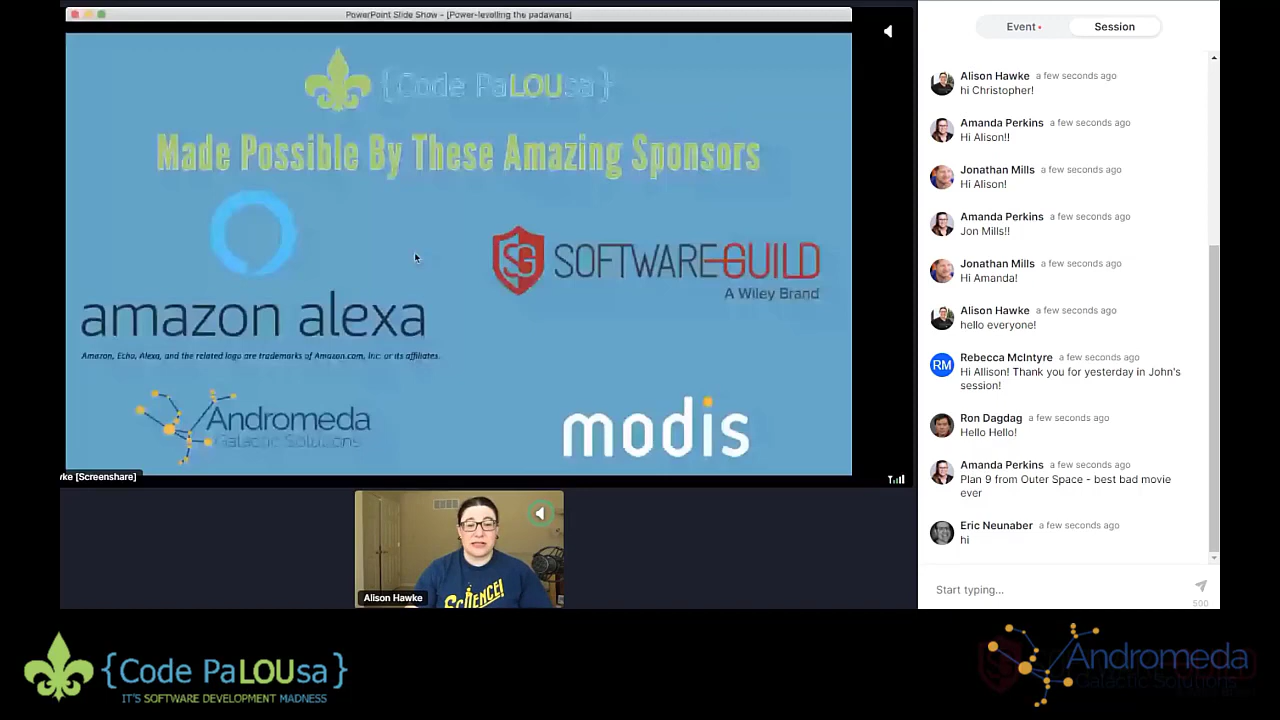 PowerPoint Slide Show - [Power-levelling the padawans]
{Code PaLOUsa}
Made Possible By These Amazing Sponsors
amazon alexa
Amazon, Echo, Alexa, and the related logo are trademarks of Amazon.com, Inc. or its affiliates.
SG SOFTWARE GUILD
A Wiley Brand
Andromeda
Galactic Solutions
modis
wke [Screenshare]
SCIENCE!
Alison Hawke
Event
Session
Alison Hawke a few seconds ago
hi Christopher!
Amanda Perkins a few seconds ago
Hi Alison!!
Jonathan Mills a few seconds ago
Hi Alison!
Amanda Perkins a few seconds ago
Jon Mills!!
Jonathan Mills a few seconds ago
Hi Amanda!
Alison Hawke a few seconds ago
hello everyone!
RM
Rebecca McIntyre a few seconds ago
Hi Allison! Thank you for yesterday in John's
session!
Ron Dagdag a few seconds ago
Hello Hello!
Amanda Perkins a few seconds ago
Plan 9 from Outer Space - best bad movie
ever
Eric Neunaber a few seconds ago
hi
Start typing...
500
{Code PaLOUsa}
IT'S SOFTWARE DEVELOPMENT MADNESS
Andromeda
Galactic Solutions